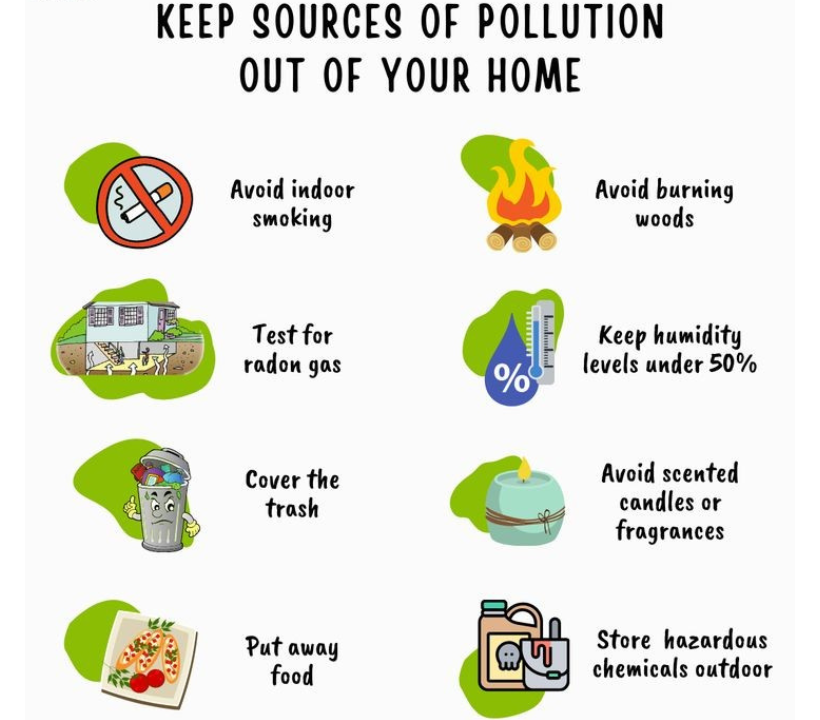 KEEP SOURCES OF POLLUTION
OUT OF YOUR HOME
Avoid indoor
smoking
Avoid burning
woods
Test for
radon gas
%
Keep humidity
levels under 50%
Cover the
trash
Avoid scented
candles or
fragrances
Put away
food
Store hazardous
chemicals outdoor